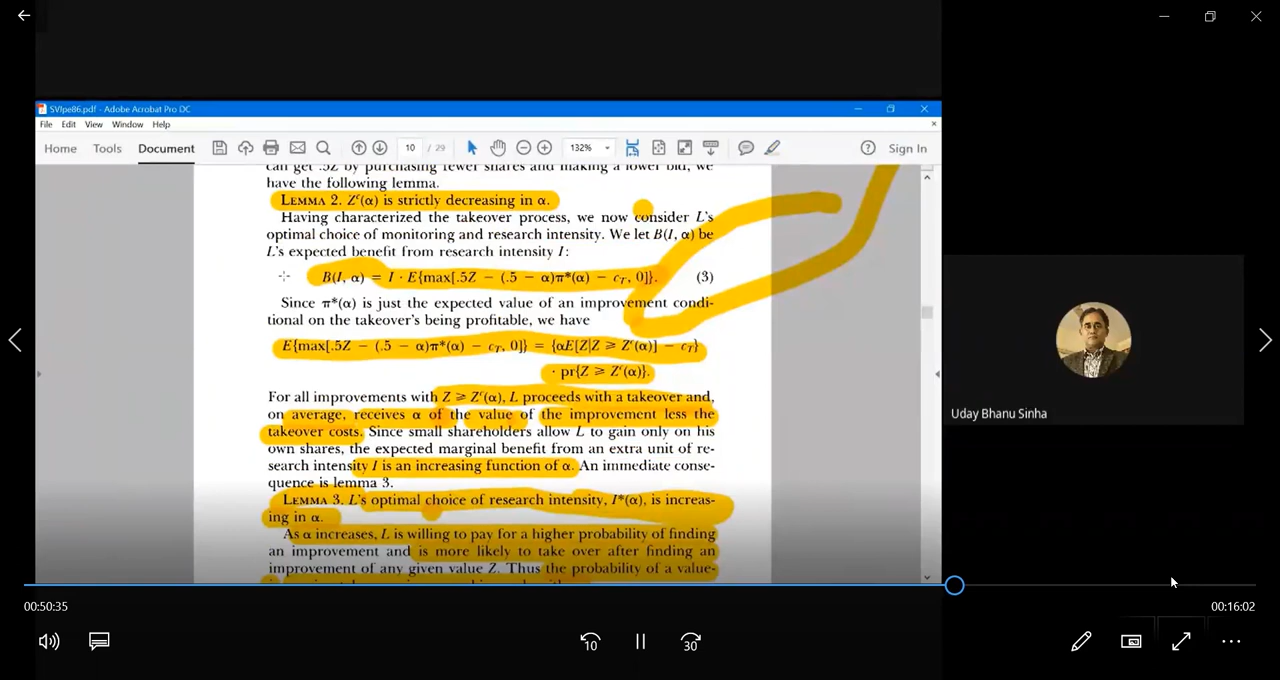 SVJpe86.pdf - Adobe Acrobat Pro DC
File Edit View Window Help
Home Tools Document 10 / 29 132% Sign In
can get .5Z by purchasing fewer shares and making a lower bid, we
have the following lemma.
LEMMA 2. Zᶜ(α) is strictly decreasing in α.
Having characterized the takeover process, we now consider L's
optimal choice of monitoring and research intensity. We let B(I, α) be
L's expected benefit from research intensity I:
B(I, α) = I · E{max[.5Z − (.5 − α)π*(α) − c_T, 0]}. (3)
Since π*(α) is just the expected value of an improvement condi-
tional on the takeover's being profitable, we have
E{max[.5Z − (.5 − α)π*(α) − c_T, 0]} = {αE[Z|Z ⩾ Zᶜ(α)] − c_T}
· pr{Z ⩾ Zᶜ(α)}.
For all improvements with Z ⩾ Zᶜ(α), L proceeds with a takeover and,
on average, receives α of the value of the improvement less the
takeover costs. Since small shareholders allow L to gain only on his
own shares, the expected marginal benefit from an extra unit of re-
search intensity I is an increasing function of α. An immediate conse-
quence is lemma 3.
LEMMA 3. L's optimal choice of research intensity, I*(α), is increas-
ing in α.
As α increases, L is willing to pay for a higher probability of finding
an improvement and is more likely to take over after finding an
improvement of any given value Z. Thus the probability of a value-
Uday Bhanu Sinha
00:50:35
00:16:02
10 30